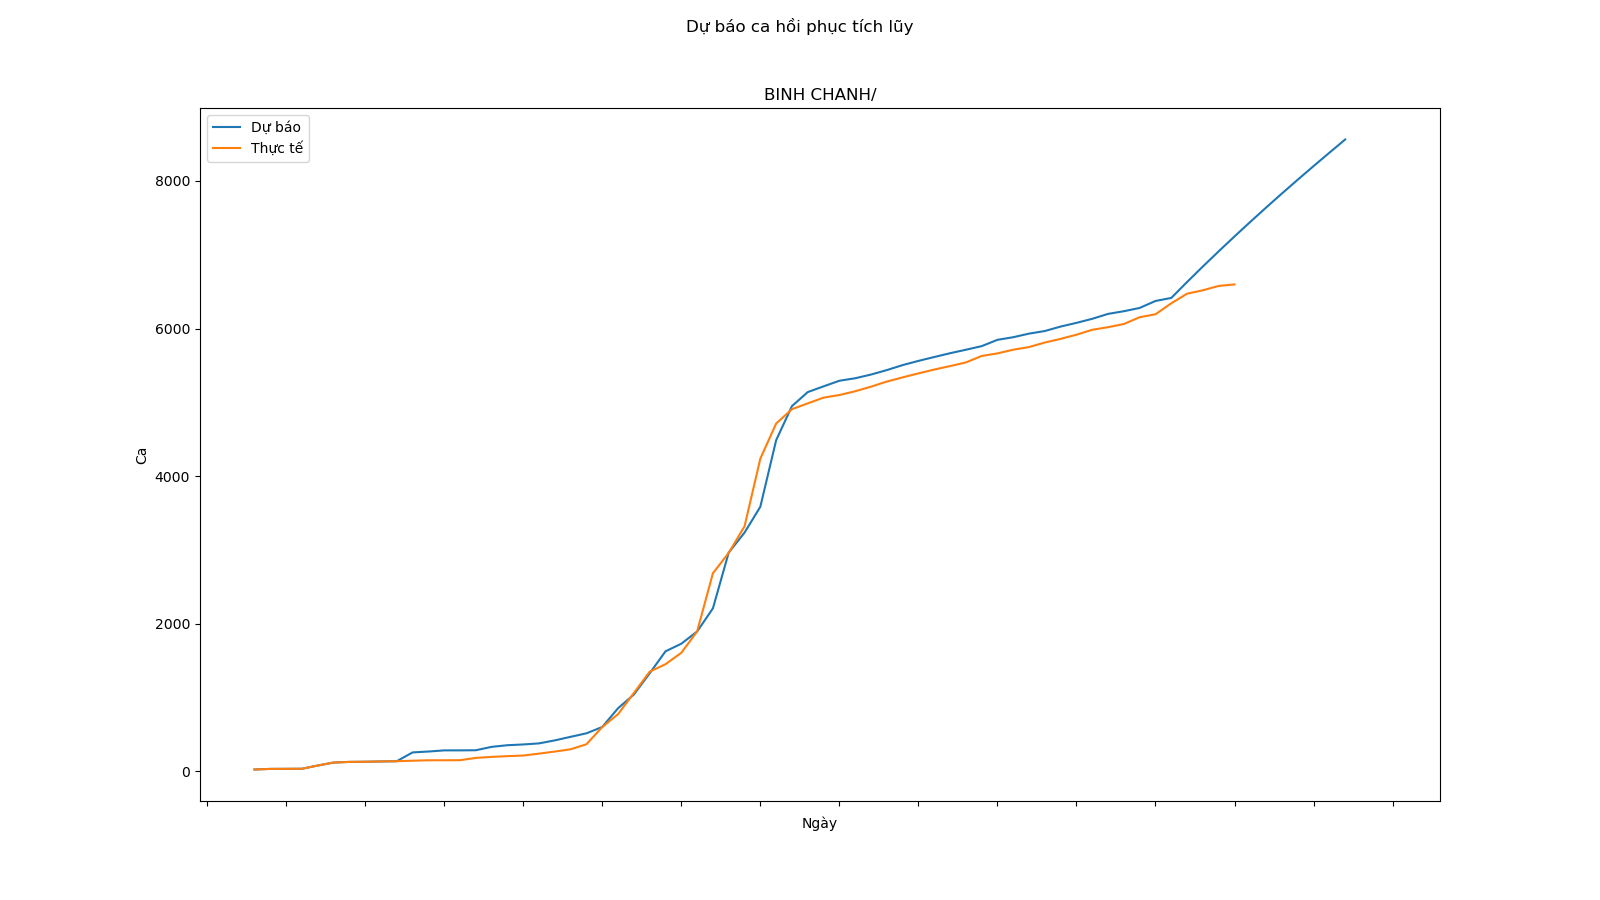 Dự báo ca hồi phục tích lũy
BINH CHANH/
Dự báo
Thực tế
8000
6000
4000
2000
0
Ca
Ngày